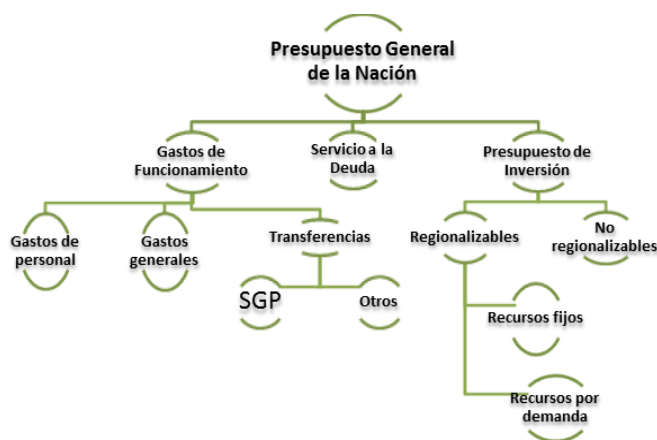 Presupuesto General
de la Nación
Gastos de
Funcionamiento
Servicio a la
Deuda
Presupuesto de
Inversión
Gastos de
personal
Gastos
generales
Transferencias
Regionalizables
No
regionalizables
SGP
Otros
Recursos fijos
Recursos por
demanda